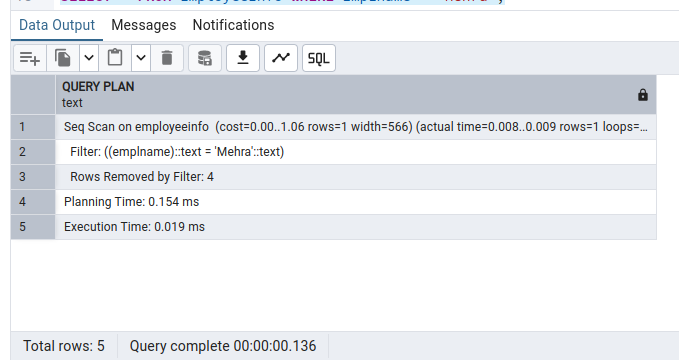 Data Output Messages Notifications
SQL
QUERY PLAN
text
1 Seq Scan on employeeinfo (cost=0.00..1.06 rows=1 width=566) (actual time=0.008..0.009 rows=1 loops=...
2 Filter: ((emplname)::text = 'Mehra'::text)
3 Rows Removed by Filter: 4
4 Planning Time: 0.154 ms
5 Execution Time: 0.019 ms
Total rows: 5 Query complete 00:00:00.136